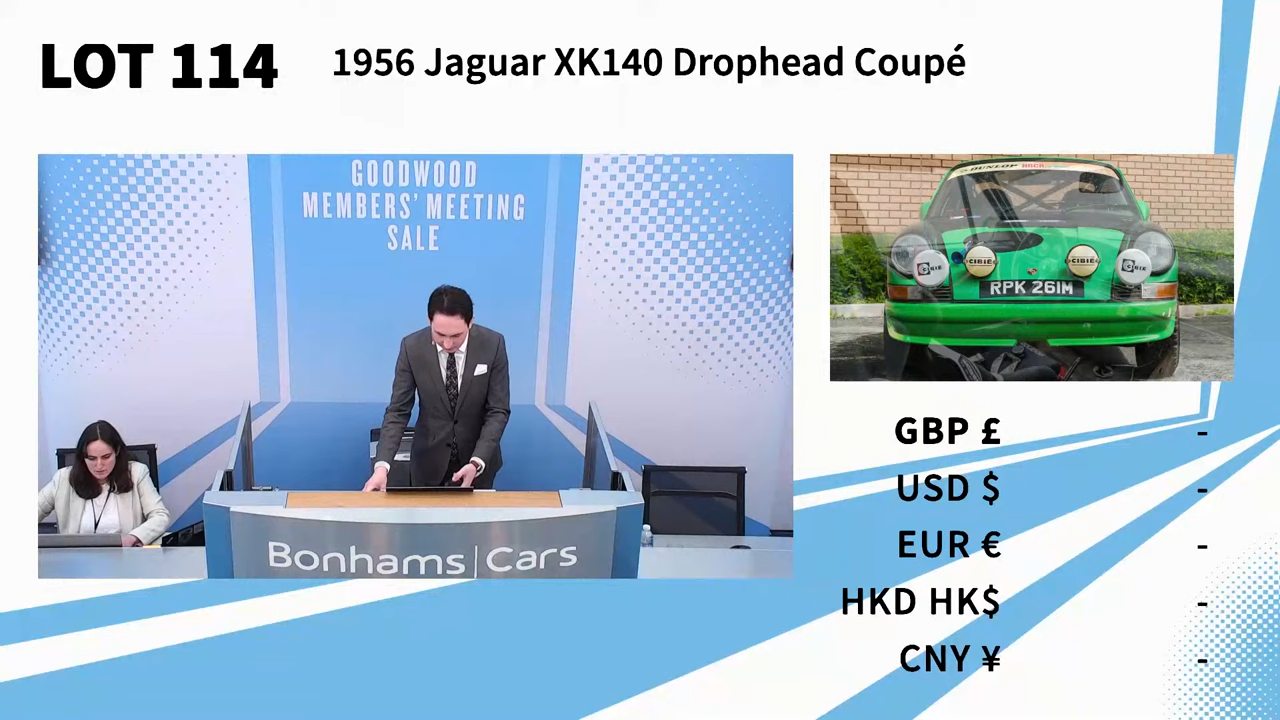 LOT 114
1956 Jaguar XK140 Drophead Coupé
GOODWOOD
MEMBERS' MEETING
SALE
Bonhams|Cars
DUNLOP
CIBIE
CIBIE
CIBIE
CIBIE
RPK 261M
GBP £ -
USD $ -
EUR € -
HKD HK$ -
CNY ¥ -